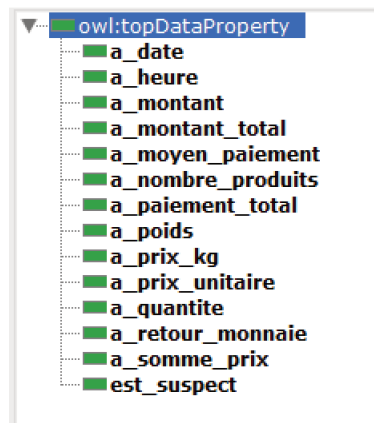 owl:topDataProperty
a_date
a_heure
a_montant
a_montant_total
a_moyen_paiement
a_nombre_produits
a_paiement_total
a_poids
a_prix_kg
a_prix_unitaire
a_quantite
a_retour_monnaie
a_somme_prix
est_suspect